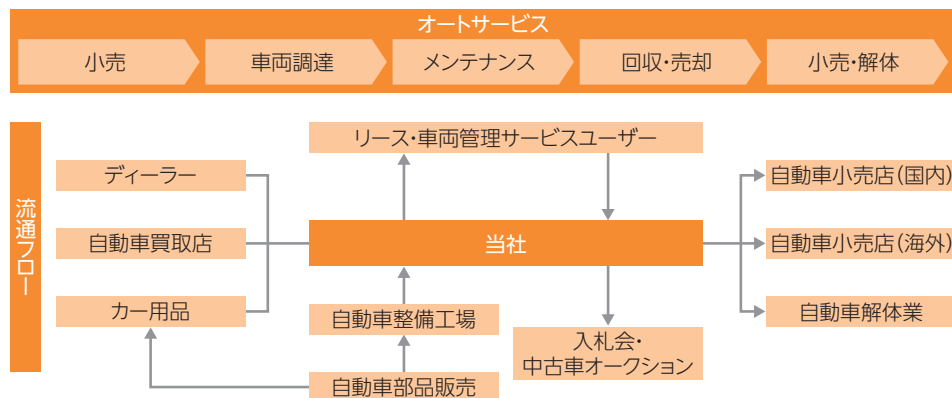 オートサービス
小売
車両調達
メンテナンス
回収・売却
小売・解体
流通フロー
リース・車両管理サービスユーザー
ディーラー
自動車買取店
カー用品
当社
自動車整備工場
自動車部品販売
入札会・
中古車オークション
自動車小売店(国内)
自動車小売店(海外)
自動車解体業